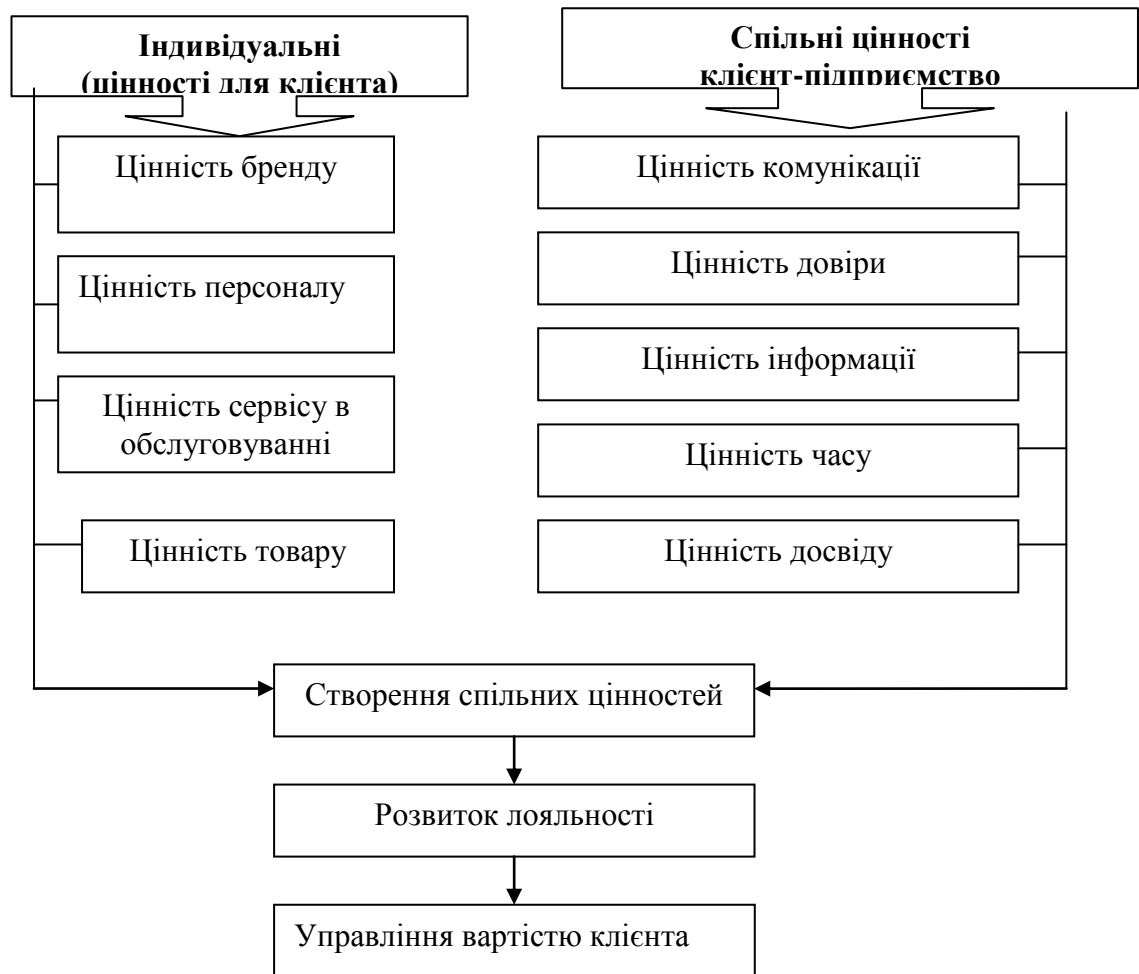 Індивідуальні
(цінності для клієнта)
Цінність бренду
Цінність персоналу
Цінність сервісу в
обслуговуванні
Цінність товару
Спільні цінності
клієнт-підприємство
Цінність комунікації
Цінність довіри
Цінність інформації
Цінність часу
Цінність досвіду
Створення спільних цінностей
Розвиток лояльності
Управління вартістю клієнта